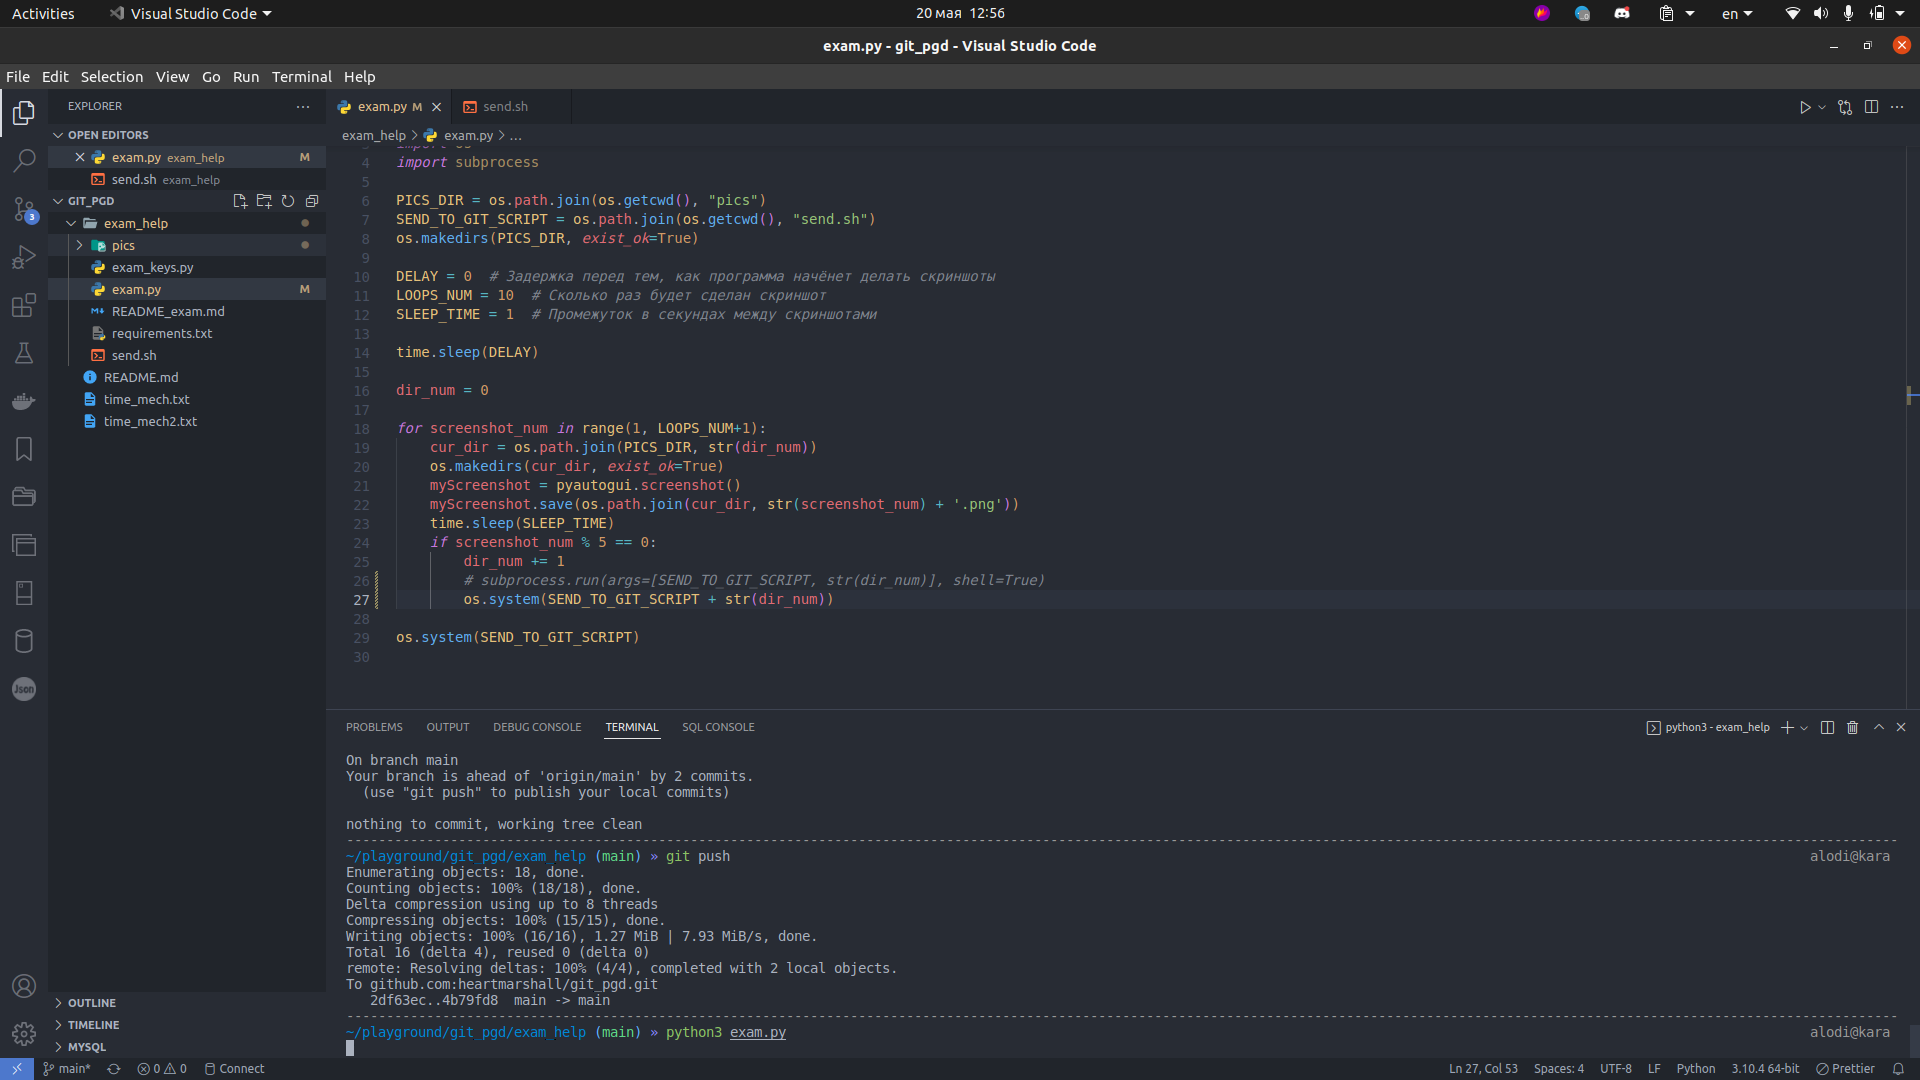 Activities
Visual Studio Code
20 мая 12:56
en
exam.py - git_pgd - Visual Studio Code
File Edit Selection View Go Run Terminal Help
EXPLORER
OPEN EDITORS
exam.py exam_help M
send.sh exam_help
GIT_PGD
exam_help
pics
exam_keys.py
exam.py M
README_exam.md
requirements.txt
send.sh
README.md
time_mech.txt
time_mech2.txt
OUTLINE
TIMELINE
MYSQL
3
Json
exam.py M
send.sh
exam_help > exam.py > ...
3 import os
4 import subprocess
5
6 PICS_DIR = os.path.join(os.getcwd(), "pics")
7 SEND_TO_GIT_SCRIPT = os.path.join(os.getcwd(), "send.sh")
8 os.makedirs(PICS_DIR, exist_ok=True)
9
10 DELAY = 0  # Задержка перед тем, как программа начёнет делать скриншоты
11 LOOPS_NUM = 10  # Сколько раз будет сделан скриншот
12 SLEEP_TIME = 1  # Промежуток в секундах между скриншотами
13
14 time.sleep(DELAY)
15
16 dir_num = 0
17
18 for screenshot_num in range(1, LOOPS_NUM+1):
19     cur_dir = os.path.join(PICS_DIR, str(dir_num))
20     os.makedirs(cur_dir, exist_ok=True)
21     myScreenshot = pyautogui.screenshot()
22     myScreenshot.save(os.path.join(cur_dir, str(screenshot_num) + '.png'))
23     time.sleep(SLEEP_TIME)
24     if screenshot_num % 5 == 0:
25         dir_num += 1
26         # subprocess.run(args=[SEND_TO_GIT_SCRIPT, str(dir_num)], shell=True)
27         os.system(SEND_TO_GIT_SCRIPT + str(dir_num))
28
29 os.system(SEND_TO_GIT_SCRIPT)
30
PROBLEMS OUTPUT DEBUG CONSOLE TERMINAL SQL CONSOLE
python3 - exam_help
On branch main
Your branch is ahead of 'origin/main' by 2 commits.
  (use "git push" to publish your local commits)
nothing to commit, working tree clean
~/playground/git_pgd/exam_help (main) » git push alodi@kara
Enumerating objects: 18, done.
Counting objects: 100% (18/18), done.
Delta compression using up to 8 threads
Compressing objects: 100% (15/15), done.
Writing objects: 100% (16/16), 1.27 MiB | 7.93 MiB/s, done.
Total 16 (delta 4), reused 0 (delta 0)
remote: Resolving deltas: 100% (4/4), completed with 2 local objects.
To github.com:heartmarshall/git_pgd.git
   2df63ec..4b79fd8  main -> main
~/playground/git_pgd/exam_help (main) » python3 exam.py alodi@kara
main* 0 0 Connect
Ln 27, Col 53 Spaces: 4 UTF-8 LF Python 3.10.4 64-bit Prettier